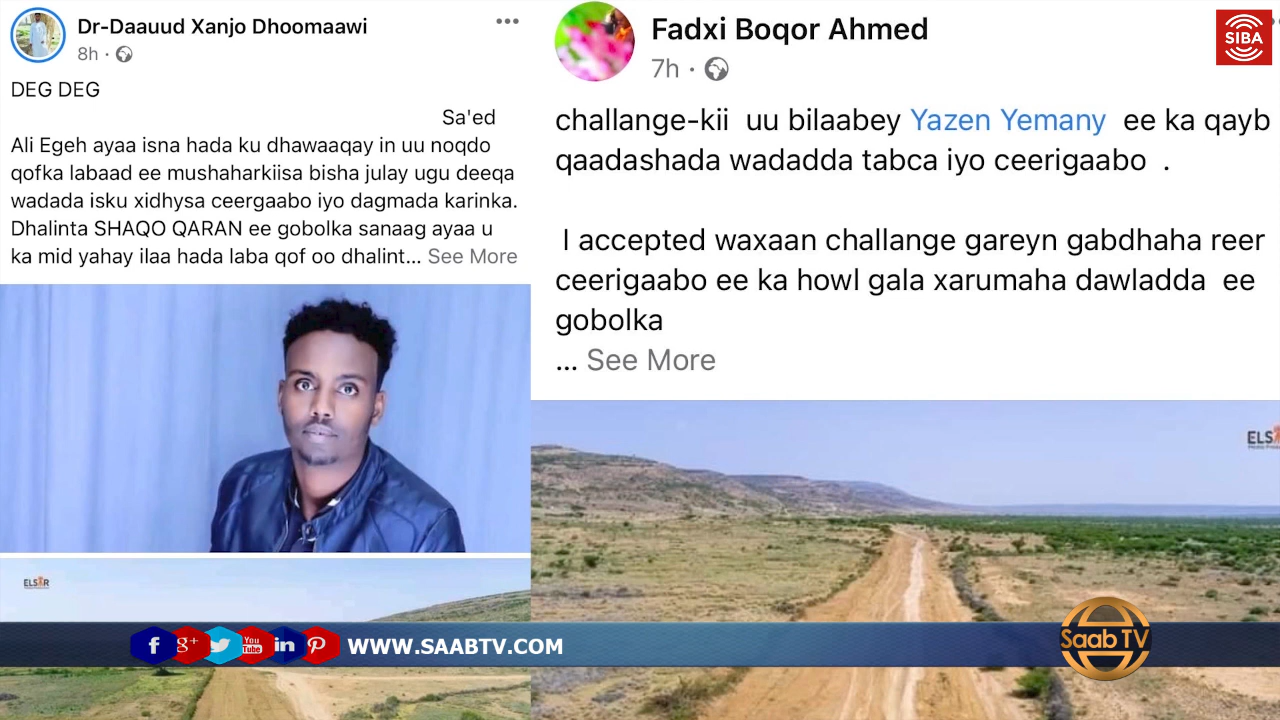 Dr-Daauud Xanjo Dhoomaawi
8h
DEG DEG
Sa'ed
Ali Egeh ayaa isna hada ku dhawaaqay in uu noqdo
qofka labaad ee mushaharkiisa bisha julay ugu deeqa
wadada isku xidhysa ceergaabo iyo dagmada karinka.
Dhalinta SHAQO QARAN ee gobolka sanaag ayaa u
ka mid yahay ilaa hada laba qof oo dhalint... See More
Fadxi Boqor Ahmed
7h
challange-kii uu bilaabey Yazen Yemany ee ka qayb
qaadashada wadadda tabca iyo ceerigaabo .
I accepted waxaan challange gareyn gabdhaha reer
ceerigaabo ee ka howl gala xarumaha dawladda ee
gobolka
... See More
SIBA
ELS
ELSIR
f g+ You Tube in
WWW.SAABTV.COM
Saab TV